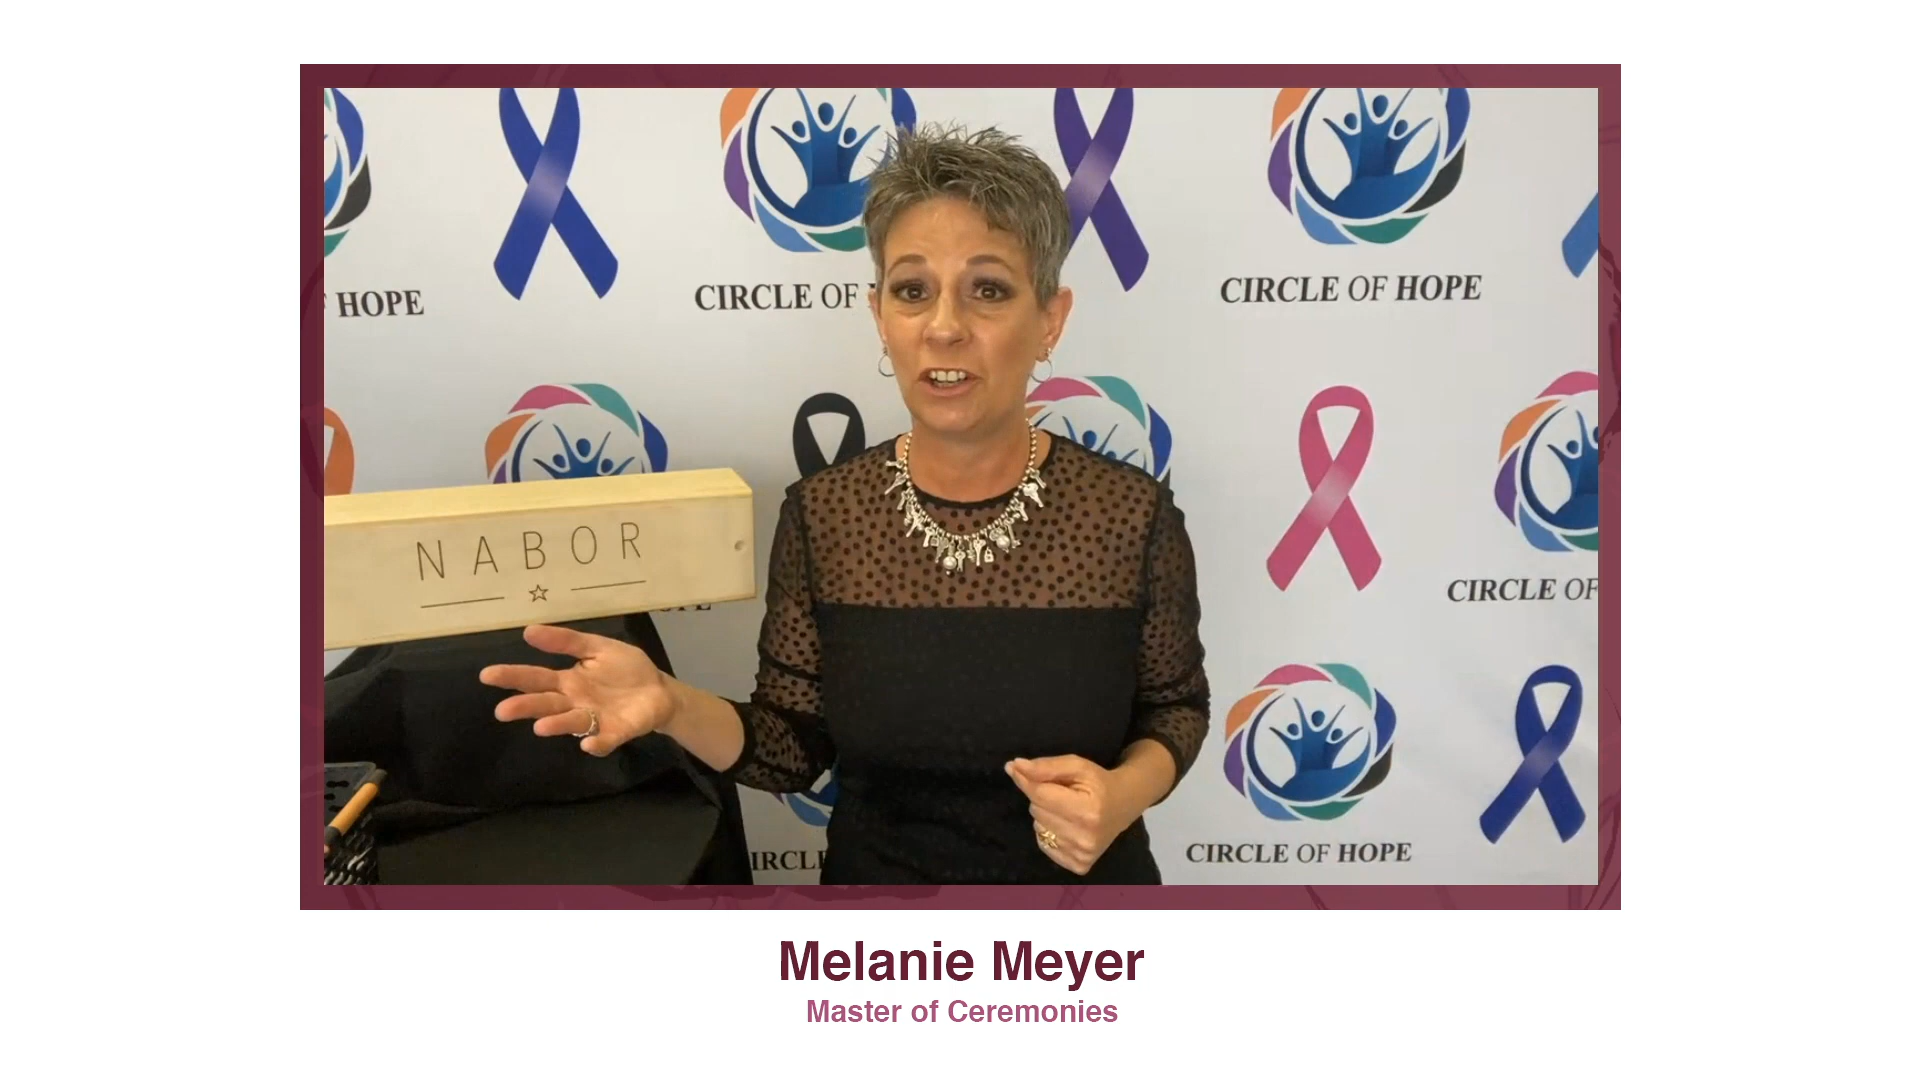 HOPE
CIRCLE OF
CIRCLE OF HOPE
NABOR
CIRCLE OF
CIRCLE OF HOPE
Melanie Meyer
Master of Ceremonies